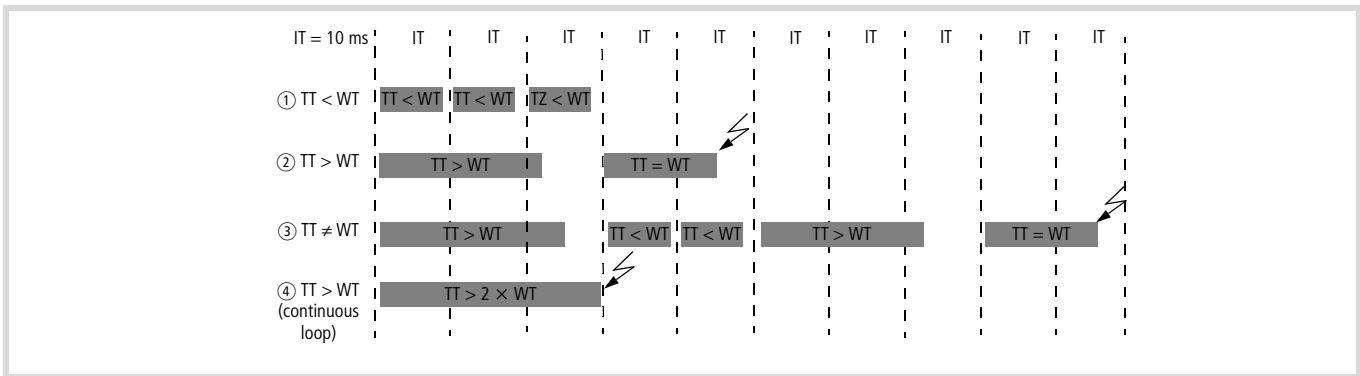 IT = 10 ms IT IT IT IT IT IT IT IT IT IT
① TT < WT TT < WT TT < WT TZ < WT
② TT > WT TT > WT TT = WT
③ TT ≠ WT TT > WT TT < WT TT < WT TT > WT TT = WT
④ TT > WT TT > 2 × WT
(continuous
loop)